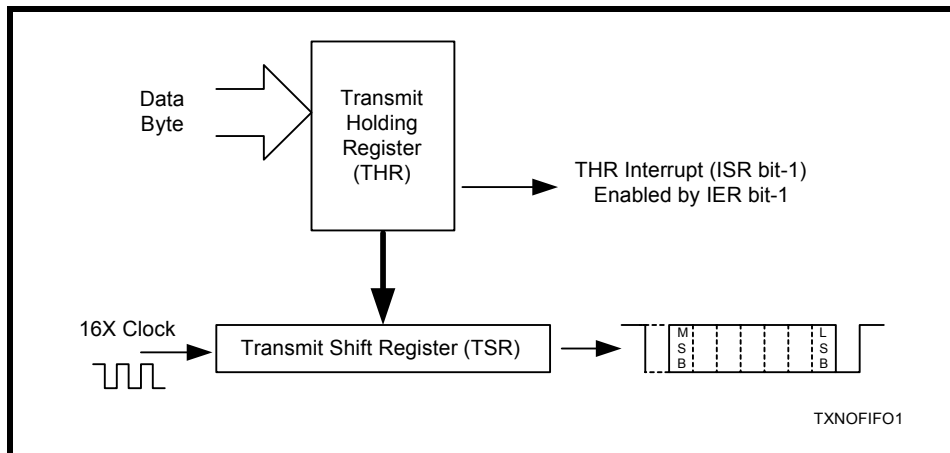 Data
Byte
Transmit
Holding
Register
(THR)
THR Interrupt (ISR bit-1)
Enabled by IER bit-1
16X Clock
Transmit Shift Register (TSR)
M
S
B
L
S
B
TXNOFIFO1